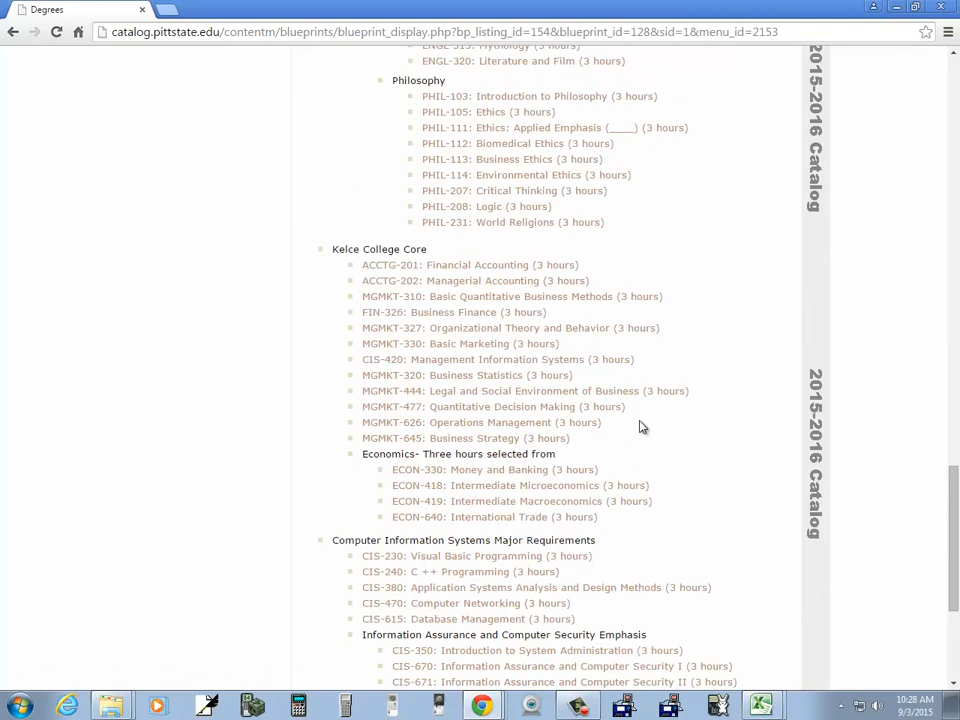 Degrees
catalog.pittstate.edu/contentm/blueprints/blueprint_display.php?bp_listing_id=154&blueprint_id=128&sid=1&menu_id=2153
ENGL-315: Mythology (3 hours)
ENGL-320: Literature and Film (3 hours)
Philosophy
PHIL-103: Introduction to Philosophy (3 hours)
PHIL-105: Ethics (3 hours)
PHIL-111: Ethics: Applied Emphasis (____) (3 hours)
PHIL-112: Biomedical Ethics (3 hours)
PHIL-113: Business Ethics (3 hours)
PHIL-114: Environmental Ethics (3 hours)
PHIL-207: Critical Thinking (3 hours)
PHIL-208: Logic (3 hours)
PHIL-231: World Religions (3 hours)
2015-2016 Catalog
Kelce College Core
ACCTG-201: Financial Accounting (3 hours)
ACCTG-202: Managerial Accounting (3 hours)
MGMKT-310: Basic Quantitative Business Methods (3 hours)
FIN-326: Business Finance (3 hours)
MGMKT-327: Organizational Theory and Behavior (3 hours)
MGMKT-330: Basic Marketing (3 hours)
CIS-420: Management Information Systems (3 hours)
MGMKT-320: Business Statistics (3 hours)
MGMKT-444: Legal and Social Environment of Business (3 hours)
MGMKT-477: Quantitative Decision Making (3 hours)
MGMKT-626: Operations Management (3 hours)
MGMKT-645: Business Strategy (3 hours)
Economics- Three hours selected from
ECON-330: Money and Banking (3 hours)
ECON-418: Intermediate Microeconomics (3 hours)
ECON-419: Intermediate Macroeconomics (3 hours)
ECON-640: International Trade (3 hours)
2015-2016 Catalog
Computer Information Systems Major Requirements
CIS-230: Visual Basic Programming (3 hours)
CIS-240: C ++ Programming (3 hours)
CIS-380: Application Systems Analysis and Design Methods (3 hours)
CIS-470: Computer Networking (3 hours)
CIS-615: Database Management (3 hours)
Information Assurance and Computer Security Emphasis
CIS-350: Introduction to System Administration (3 hours)
CIS-670: Information Assurance and Computer Security I (3 hours)
CIS-671: Information Assurance and Computer Security II (3 hours)
10:28 AM
9/3/2015